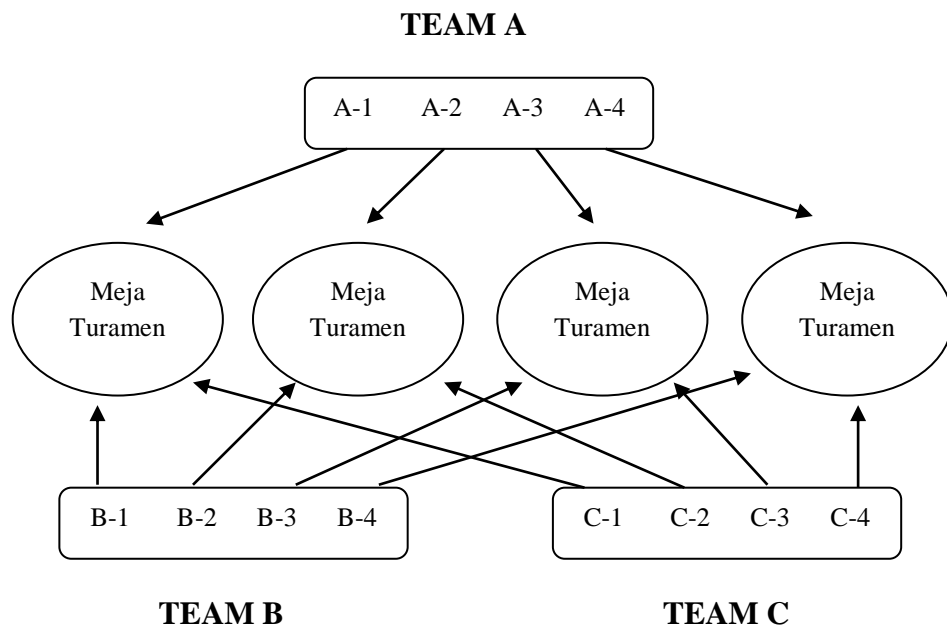 TEAM A
A-1 A-2 A-3 A-4
Meja Turamen
Meja Turamen
Meja Turamen
Meja Turamen
B-1 B-2 B-3 B-4
C-1 C-2 C-3 C-4
TEAM B
TEAM C